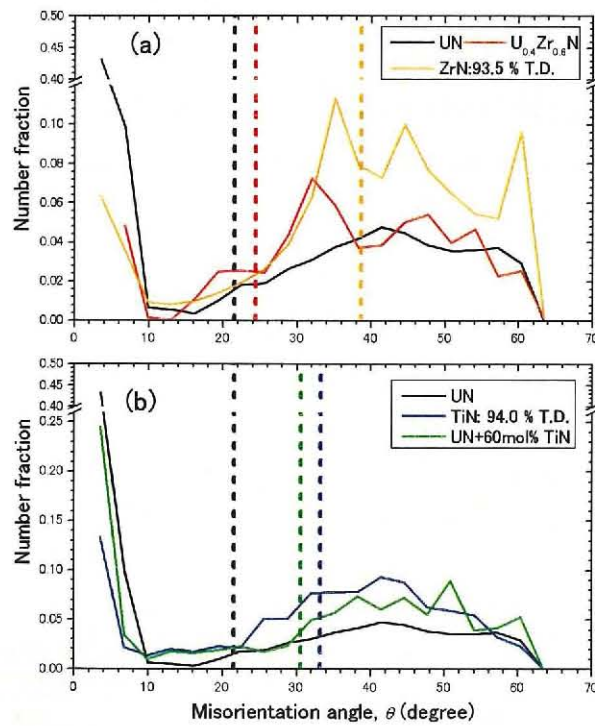 0.50
(a)
UN
U0.4Zr0.6N
0.45
ZrN:93.5 % T.D.
0.40
0.10
0.08
0.06
0.04
0.02
0.00
0 10 20 30 40 50 60 70
Number fraction
0.50
(b)
UN
0.45
TiN: 94.0 % T.D.
0.40
UN+60mol% TiN
0.25
0.20
0.15
0.10
0.05
0.00
0 10 20 30 40 50 60 70
Number fraction
Misorientation angle, θ (degree)